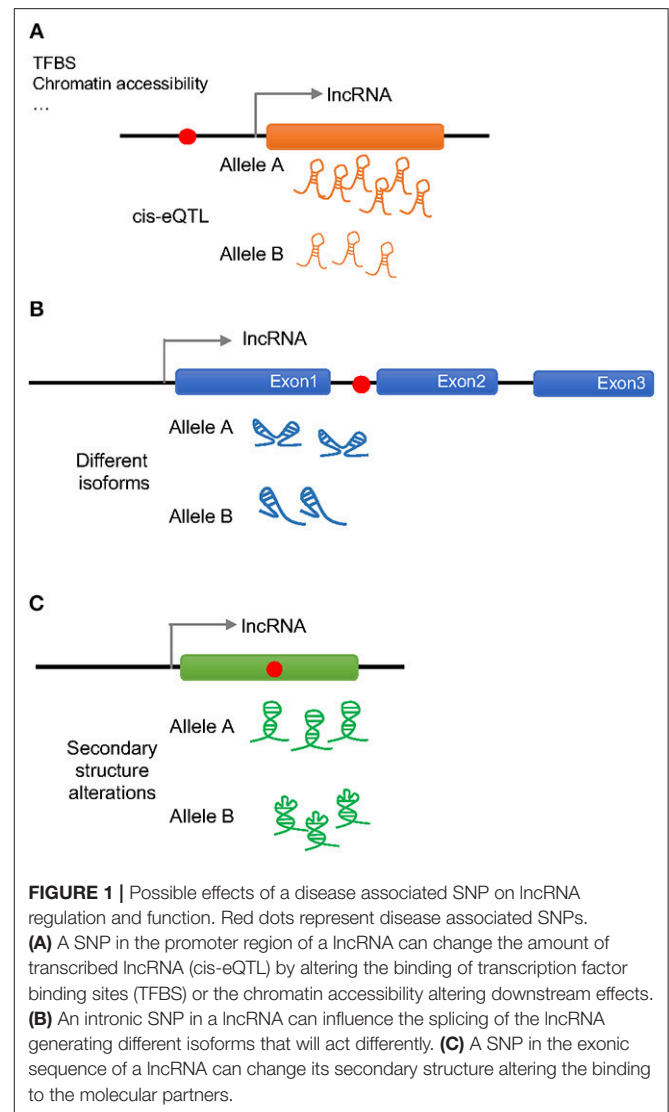 A
TFBS
Chromatin accessibility
...
lncRNA
Allele A
cis-eQTL
Allele B
B
lncRNA
Exon1
Exon2
Exon3
Allele A
Different
isoforms
Allele B
C
lncRNA
Allele A
Secondary
structure
alterations
Allele B
FIGURE 1 | Possible effects of a disease associated SNP on lncRNA
regulation and function. Red dots represent disease associated SNPs.
(A) A SNP in the promoter region of a lncRNA can change the amount of
transcribed lncRNA (cis-eQTL) by altering the binding of transcription factor
binding sites (TFBS) or the chromatin accessibility altering downstream effects.
(B) An intronic SNP in a lncRNA can influence the splicing of the lncRNA
generating different isoforms that will act differently. (C) A SNP in the exonic
sequence of a lncRNA can change its secondary structure altering the binding
to the molecular partners.